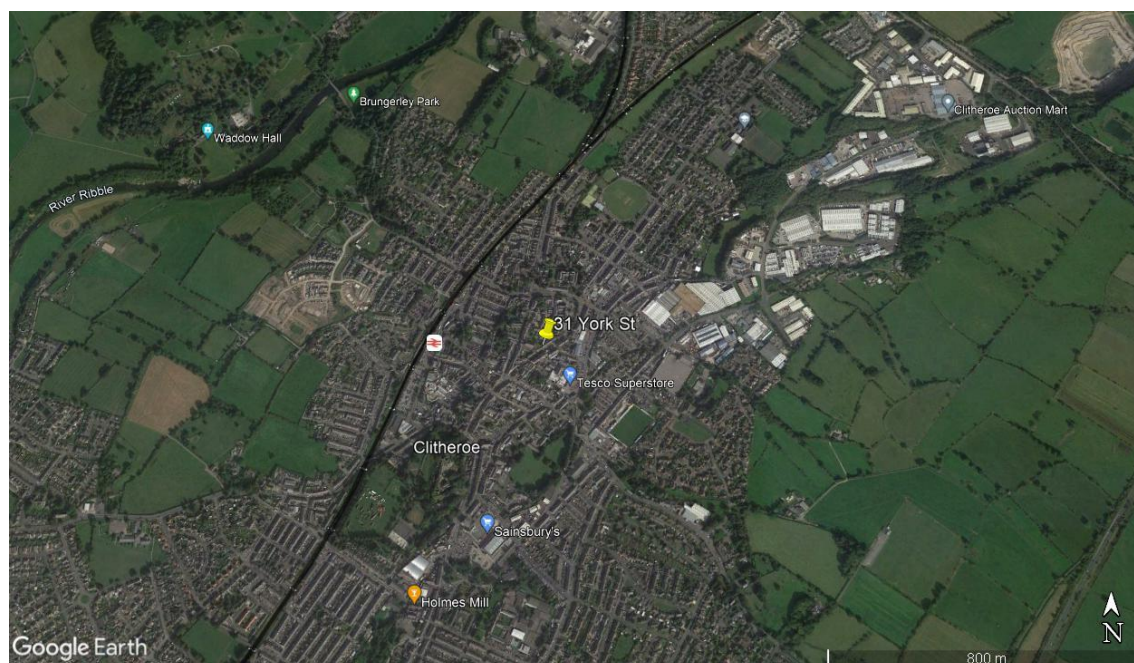 Brungerley Park
Clitheroe Auction Mart
Waddow Hall
River Ribble
31 York St
Tesco Superstore
Clitheroe
Sainsbury's
Holmes Mill
N
Google Earth
800 m